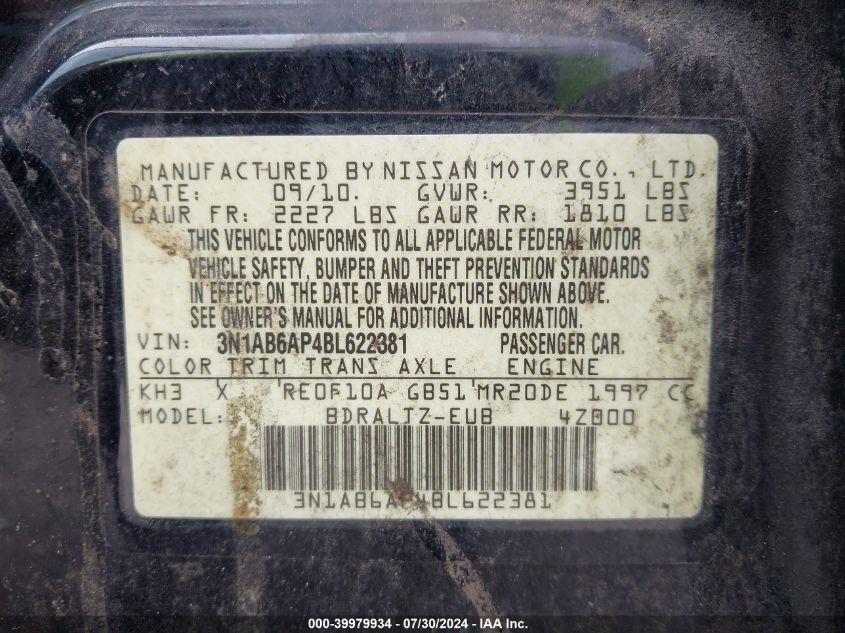 MANUFACTURED BY NISSAN MOTOR CO., LTD.
DATE: 09/10. GVWR: 3951 LBS
GAWR FR: 2227 LBS GAWR RR: 1810 LBS
THIS VEHICLE CONFORMS TO ALL APPLICABLE FEDERAL MOTOR
VEHICLE SAFETY, BUMPER AND THEFT PREVENTION STANDARDS
IN EFFECT ON THE DATE OF MANUFACTURE SHOWN ABOVE.
SEE OWNER'S MANUAL FOR ADDITIONAL INFORMATION.
VIN: 3N1AB6AP4BL622381 PASSENGER CAR.
COLOR TRIM TRANS AXLE ENGINE
KH3 X 'RE0F10A GB51'MR20DE 1997 CC
MODEL: BDRALJZ-EUB 4Z000
3N1AB6AP4BL622381
000-39979934 - 07/30/2024 - IAA Inc.